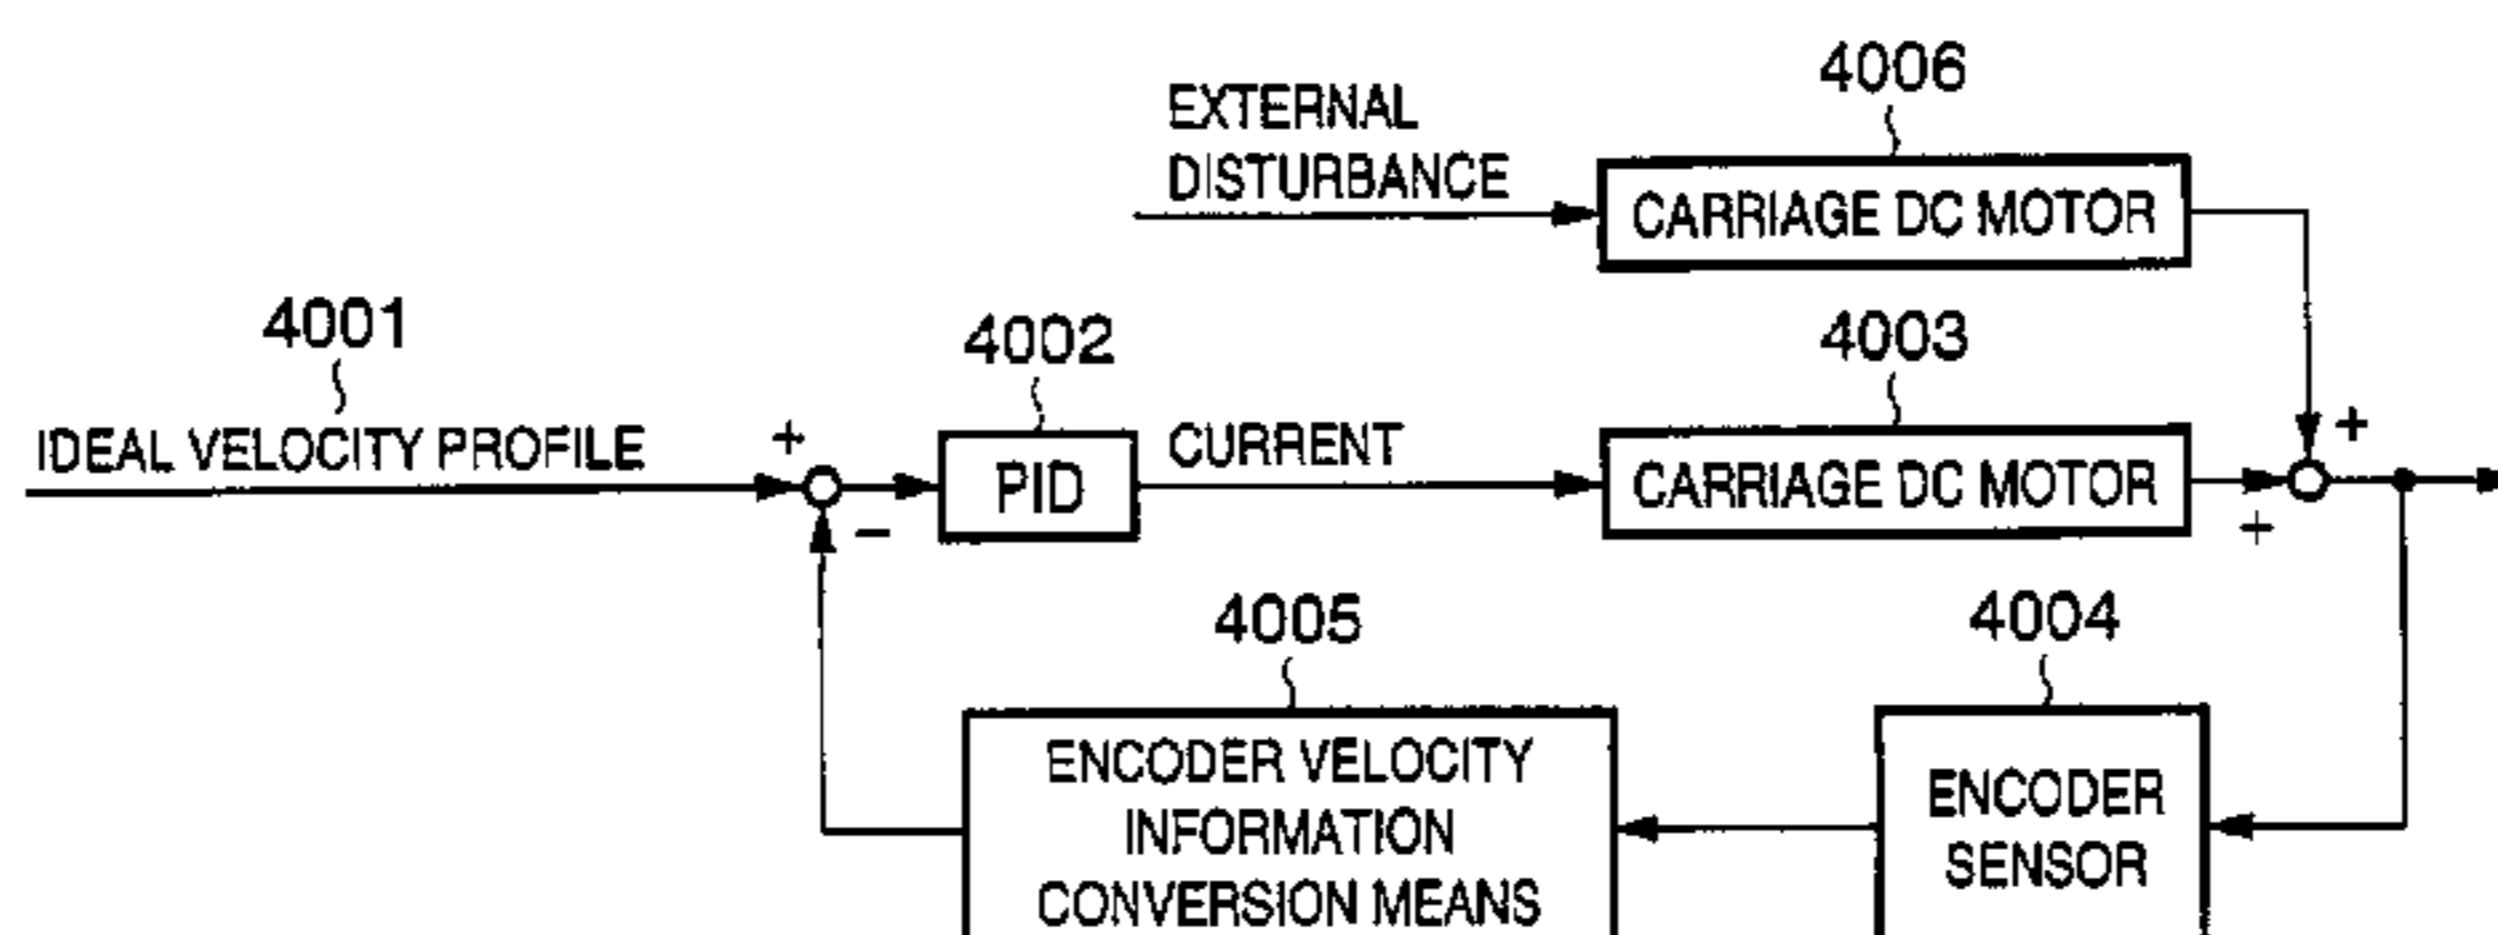 4006
EXTERNAL
DISTURBANCE
CARRIAGE DC MOTOR
4001
4002
4003
IDEAL VELOCITY PROFILE
+
PID
CURRENT
CARRIAGE DC MOTOR
+
−
+
4005
4004
ENCODER VELOCITY
INFORMATION
CONVERSION MEANS
ENCODER
SENSOR